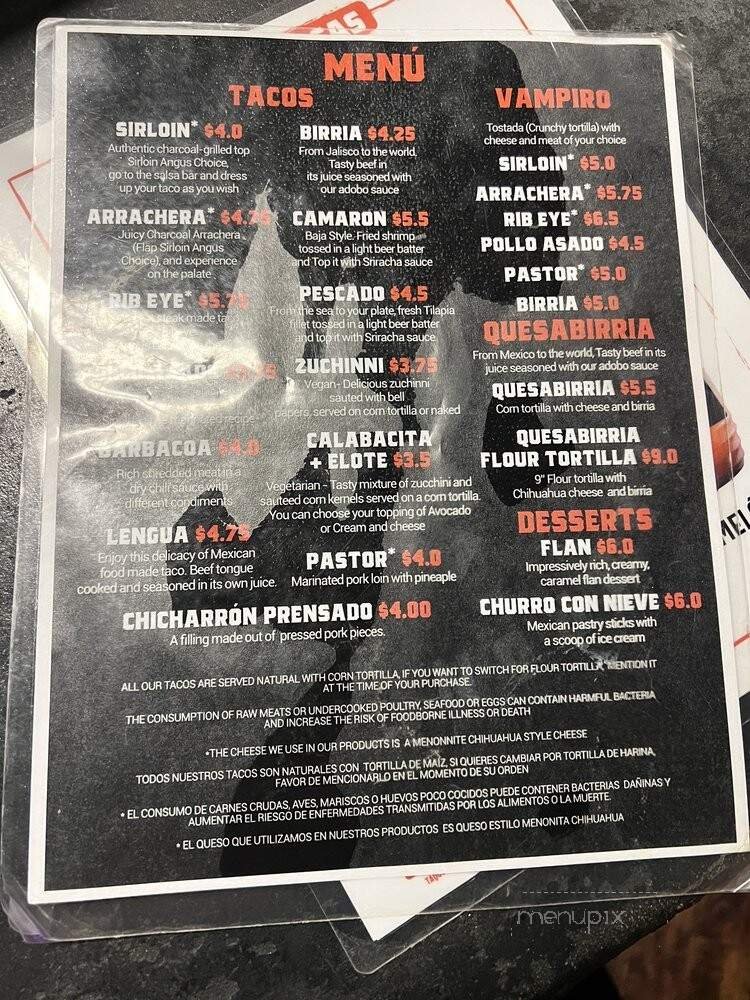 MENÚ
TACOS
SIRLOIN* $4.0
Authentic charcoal-grilled top
Sirloin Angus Choice,
go to the salsa bar and dress
up your taco as you wish
ARRACHERA*
Juicy Charcoal Arrachera
(Flap Sirloin Angus
Choice), and experience
on the palate
RIB EYE*
steak made
recipe
BARBACOA $4.0
Rich shredded meat in a
dry chili sauce with
different condiments
LENGUA $4.75
Enjoy this delicacy of Mexican
food made taco. Beef tongue
cooked and seasoned in its own juice.
BIRRIA $4.25
From Jalisco to the world,
Tasty beef in
its juice seasoned with
our adobo sauce
CAMARON $5.5
Baja Style. Fried shrimp
tossed in a light beer batter
and Top it with Sriracha sauce
PESCADO $4.5
From the sea to your plate, fresh Tilapia
fillet tossed in a light beer batter
and top it with Sriracha sauce
ZUCHINNI $3.75
Vegan- Delicious zuchinni
sauted with bell
papers, served on corn tortilla or naked
CALABACITA
+ ELOTE $3.5
Vegetarian - Tasty mixture of zucchini and
sauteed corn kernels served on a corn tortilla.
You can choose your topping of Avocado
or Cream and cheese
PASTOR* $4.0
Marinated pork loin with pineaple
CHICHARRÓN PRENSADO $4.00
A filling made out of pressed pork pieces.
VAMPIRO
Tostada (Crunchy tortilla) with
cheese and meat of your choice
SIRLOIN* $5.0
ARRACHERA* $5.75
RIB EYE* $6.5
POLLO ASADO $4.5
PASTOR* $5.0
BIRRIA $5.0
QUESABIRRIA
From Mexico to the world, Tasty beef in its
juice seasoned with our adobo sauce
QUESABIRRIA $5.5
Corn tortilla with cheese and birria
QUESABIRRIA
FLOUR TORTILLA $9.0
9" Flour tortilla with
Chihuahua cheese and birria
DESSERTS
FLAN $6.0
Impressively rich, creamy,
caramel flan dessert
CHURRO CON NIEVE $6.0
Mexican pastry sticks with
a scoop of ice cream
ALL OUR TACOS ARE SERVED NATURAL WITH CORN TORTILLA, IF YOU WANT TO SWITCH FOR FLOUR TORTILLA, MENTION IT
AT THE TIME OF YOUR PURCHASE.
THE CONSUMPTION OF RAW MEATS OR UNDERCOOKED POULTRY, SEAFOOD OR EGGS CAN CONTAIN HARMFUL BACTERIA
AND INCREASE THE RISK OF FOODBORNE ILLNESS OR DEATH
*THE CHEESE WE USE IN OUR PRODUCTS IS A MENONNITE CHIHUAHUA STYLE CHEESE
TODOS NUESTROS TACOS SON NATURALES CON TORTILLA DE MAÍZ, SI QUIERES CAMBIAR POR TORTILLA DE HARINA,
FAVOR DE MENCIONARLO EN EL MOMENTO DE SU ORDEN
* EL CONSUMO DE CARNES CRUDAS, AVES, MARISCOS O HUEVOS POCO COCIDOS PUEDE CONTENER BACTERIAS DAÑINAS Y
AUMENTAR EL RIESGO DE ENFERMEDADES TRANSMITIDAS POR LOS ALIMENTOS O LA MUERTE.
* EL QUESO QUE UTILIZAMOS EN NUESTROS PRODUCTOS ES QUESO ESTILO MENONITA CHIHUAHUA
menupix